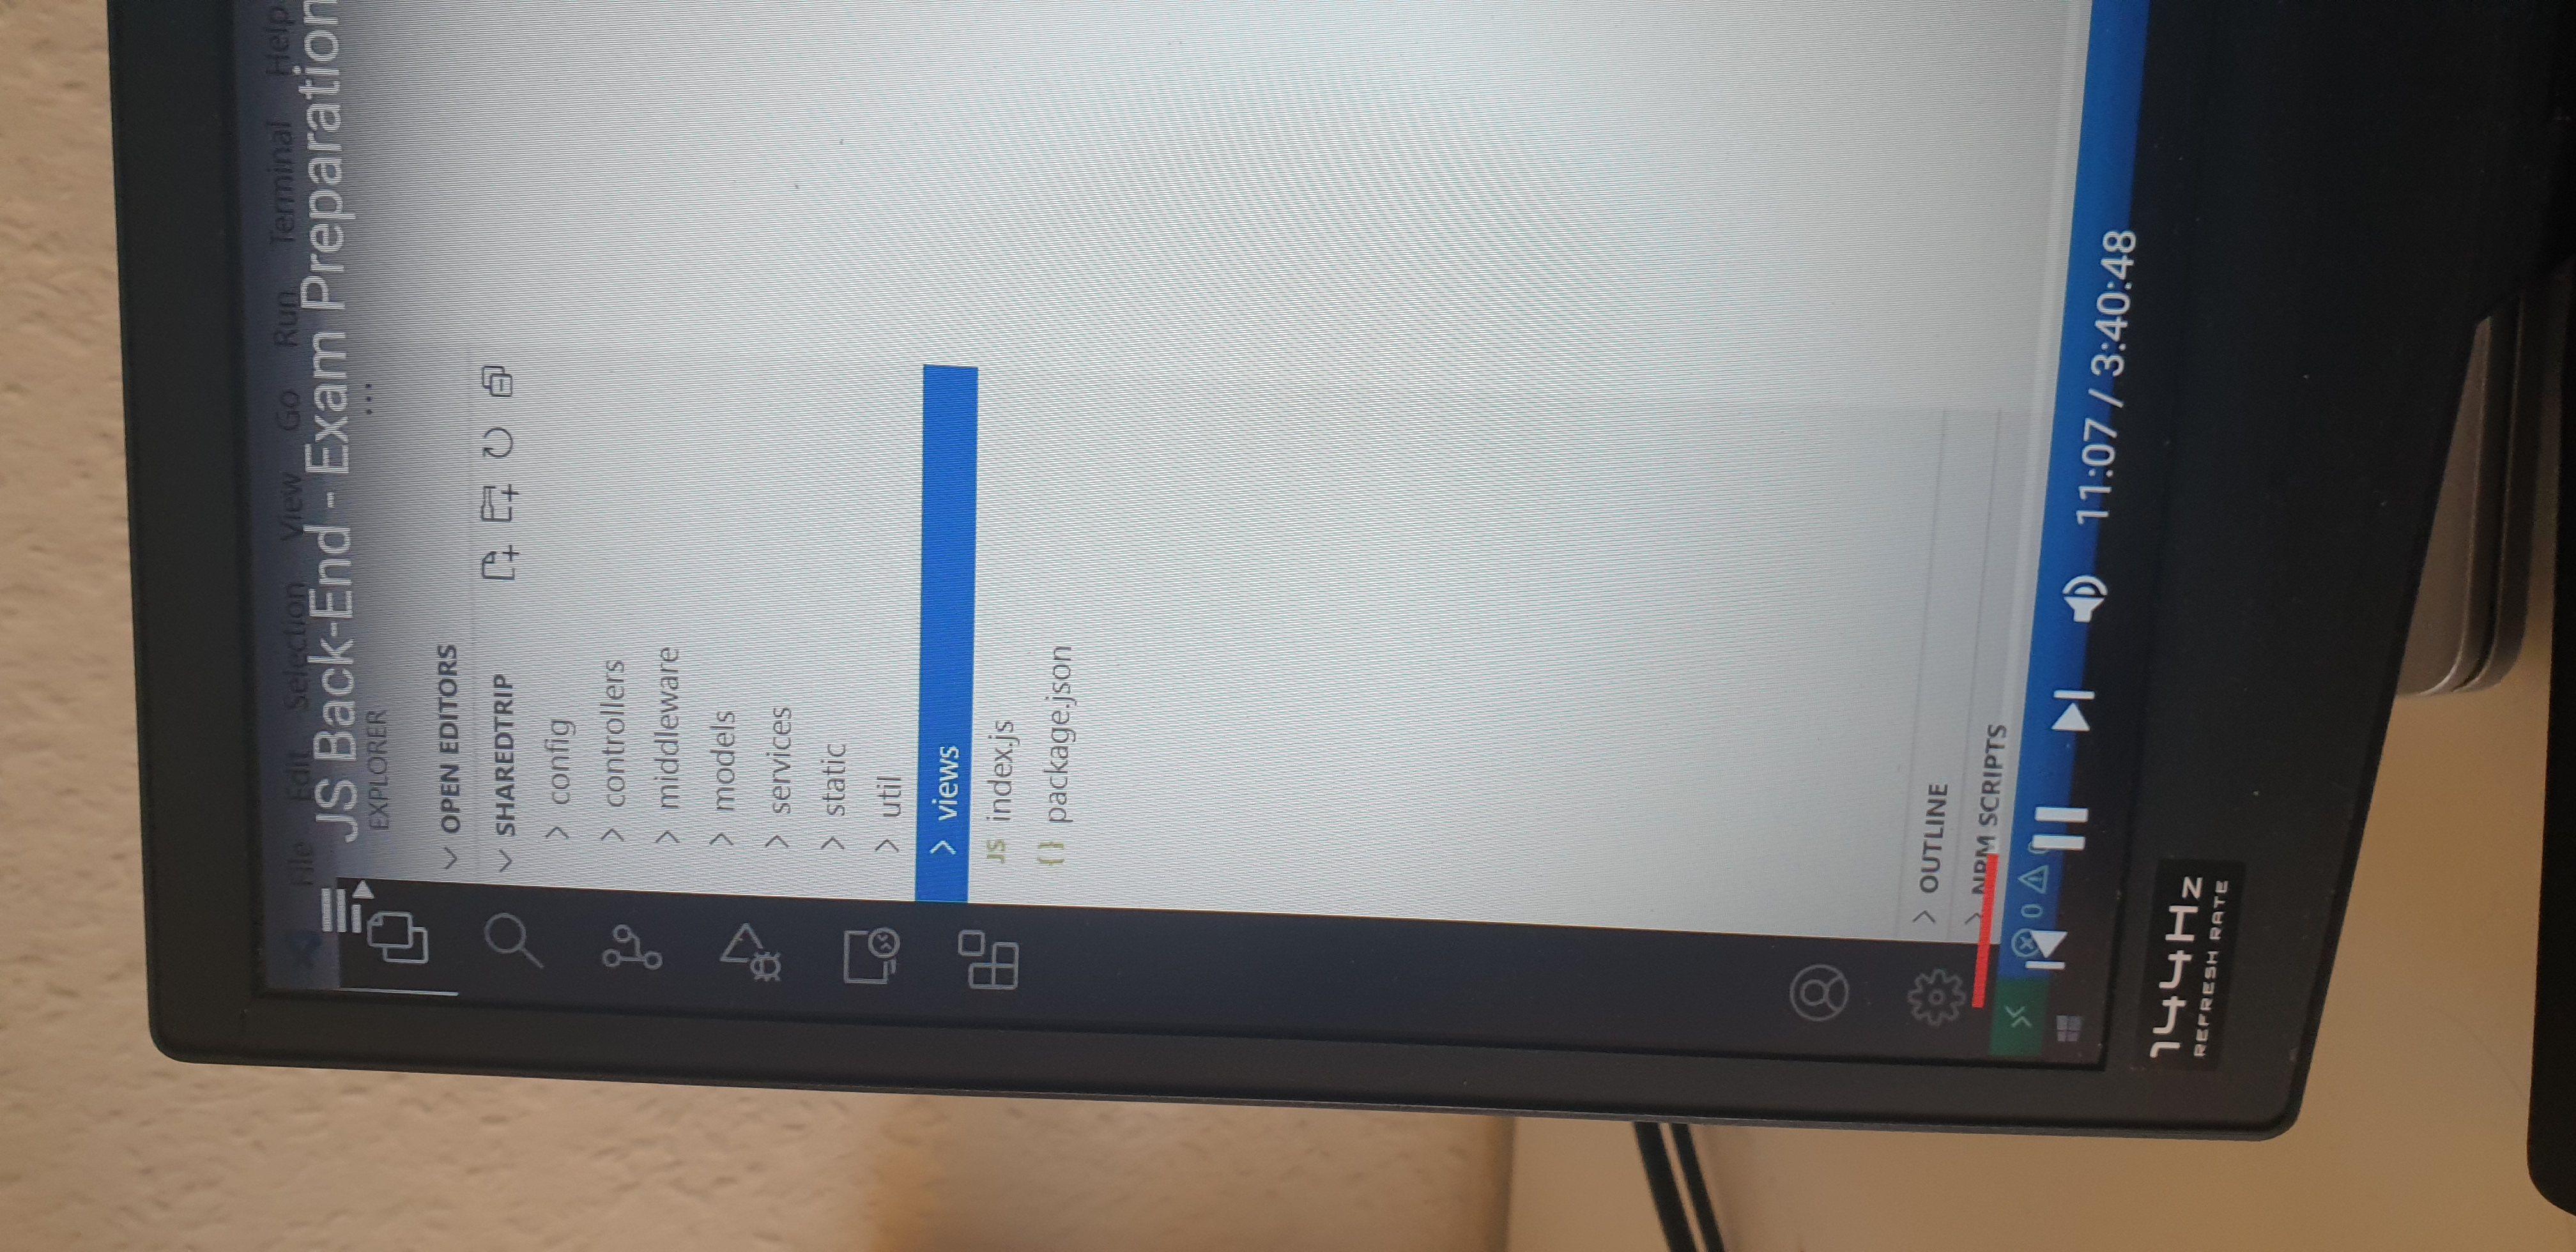 File Edit Selection View Go Run Terminal Help
JS Back-End - Exam Preparation
EXPLORER ...
OPEN EDITORS
SHAREDTRIP
config
controllers
middleware
models
services
static
util
views
JS index.js
{} package.json
OUTLINE
NPM SCRIPTS
0
11:07 / 3:40:48
144Hz
REFRESH RATE